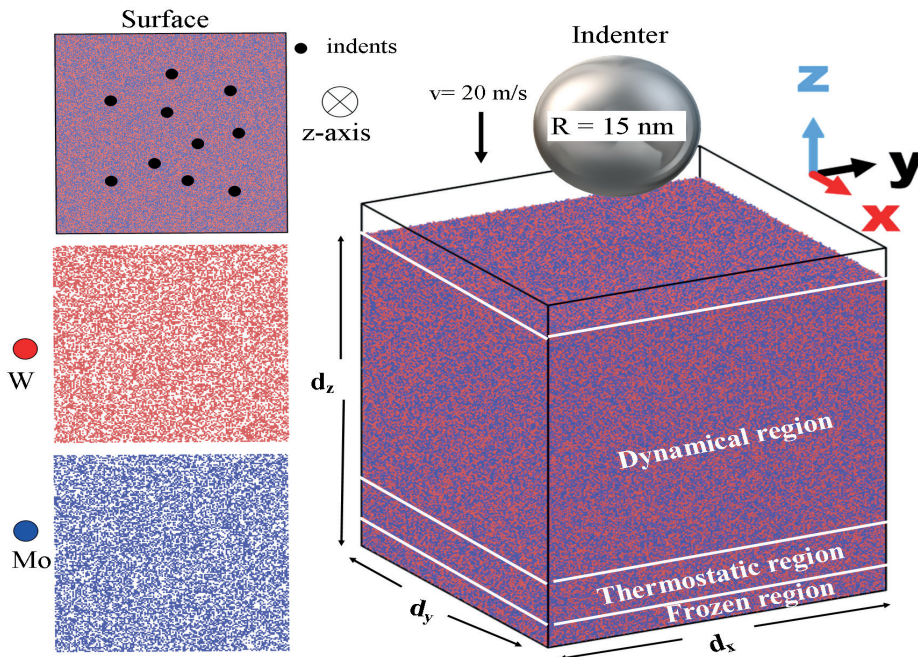 Surface
indents
z-axis
W
Mo
Indenter
v= 20 m/s
R = 15 nm
z
y
x
d_z
Dynamical region
Thermostatic region
Frozen region
d_y
d_x